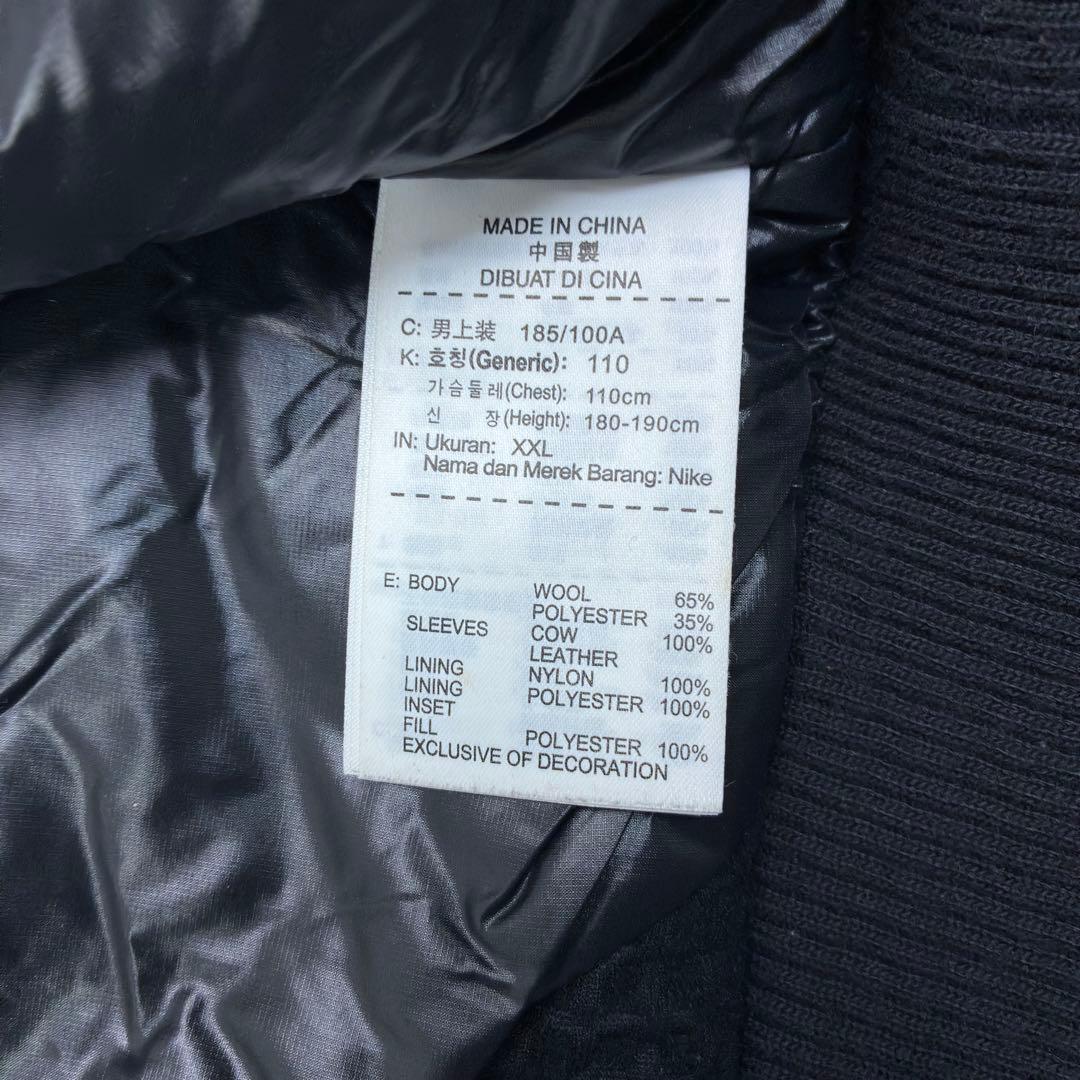 MADE IN CHINA
中国製
DIBUAT DI CINA
C: 男上装 185/100A
K: 호칭(Generic): 110
가슴둘레(Chest): 110cm
신 장(Height): 180-190cm
IN: Ukuran: XXL
Nama dan Merek Barang: Nike
E: BODY WOOL 65%
POLYESTER 35%
SLEEVES COW 100%
LEATHER
LINING NYLON 100%
LINING POLYESTER 100%
INSET
FILL POLYESTER 100%
EXCLUSIVE OF DECORATION